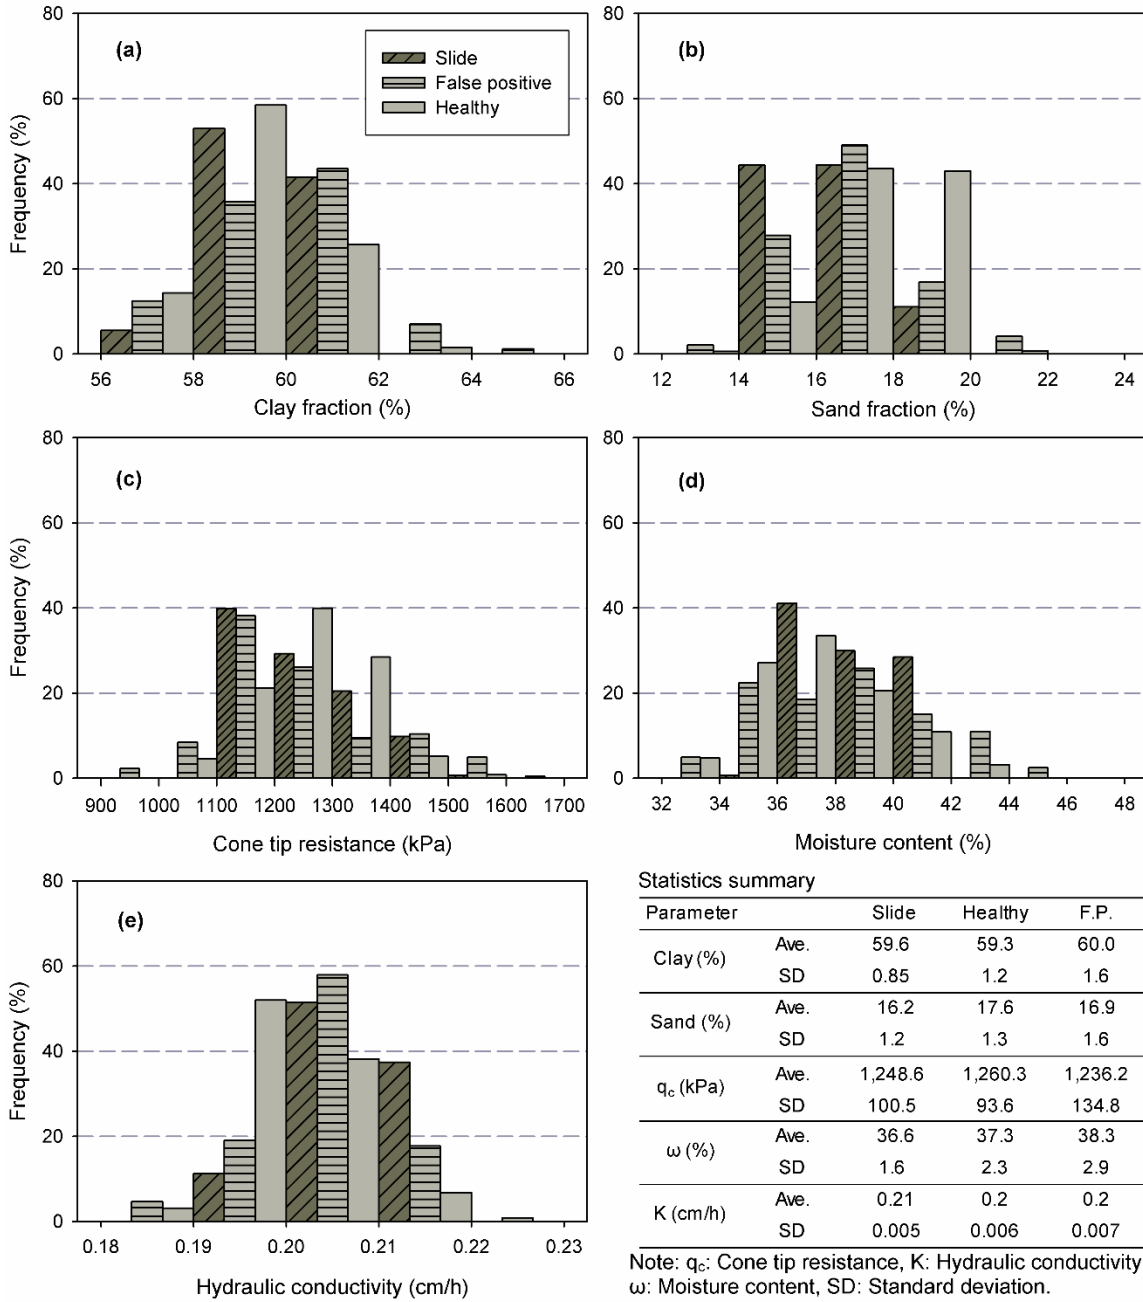 80
60
40
20
0
Frequency (%)
(a)
Slide
False positive
Healthy
56 58 60 62 64 66
Clay fraction (%)
80
60
40
20
0
(b)
12 14 16 18 20 22 24
Sand fraction (%)
80
60
40
20
0
Frequency (%)
(c)
900 1000 1100 1200 1300 1400 1500 1600 1700
Cone tip resistance (kPa)
80
60
40
20
0
(d)
32 34 36 38 40 42 44 46 48
Moisture content (%)
80
60
40
20
0
Frequency (%)
(e)
0.18 0.19 0.20 0.21 0.22 0.23
Hydraulic conductivity (cm/h)
Statistics summary
Parameter Slide Healthy F.P.
Clay (%) Ave. 59.6 59.3 60.0
SD 0.85 1.2 1.6
Sand (%) Ave. 16.2 17.6 16.9
SD 1.2 1.3 1.6
qc (kPa) Ave. 1,248.6 1,260.3 1,236.2
SD 100.5 93.6 134.8
ω (%) Ave. 36.6 37.3 38.3
SD 1.6 2.3 2.9
K (cm/h) Ave. 0.21 0.2 0.2
SD 0.005 0.006 0.007
Note: qc: Cone tip resistance, K: Hydraulic conductivity
ω: Moisture content, SD: Standard deviation.